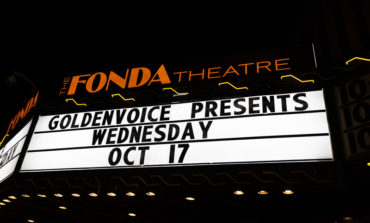 THE FONDA THEATRE
GOLDENVOICE PRESENTS
WEDNESDAY
OCT 17